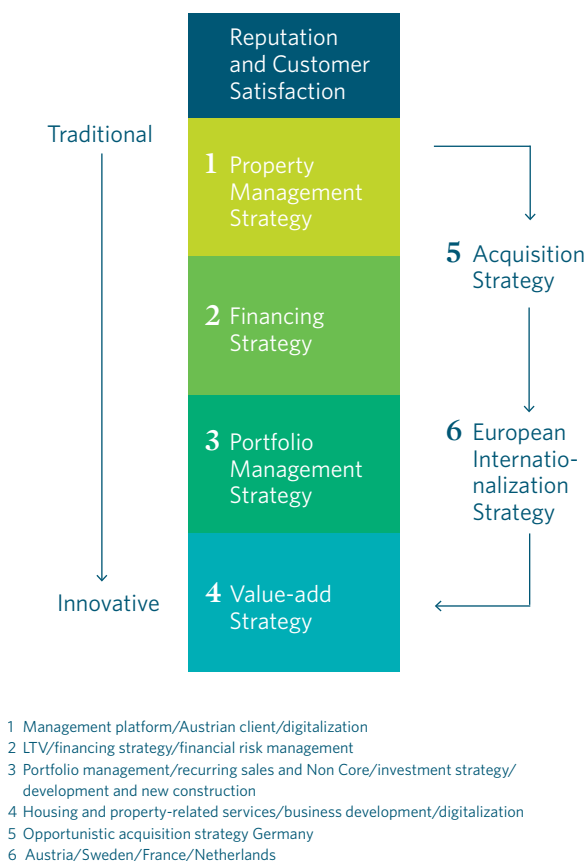 Reputation
and Customer
Satisfaction
Traditional
1 Property
Management
Strategy
5 Acquisition
Strategy
2 Financing
Strategy
3 Portfolio
Management
Strategy
6 European
Internatio-
nalization
Strategy
Innovative
4 Value-add
Strategy
1 Management platform/Austrian client/digitalization
2 LTV/financing strategy/financial risk management
3 Portfolio management/recurring sales and Non Core/investment strategy/
development and new construction
4 Housing and property-related services/business development/digitalization
5 Opportunistic acquisition strategy Germany
6 Austria/Sweden/France/Netherlands